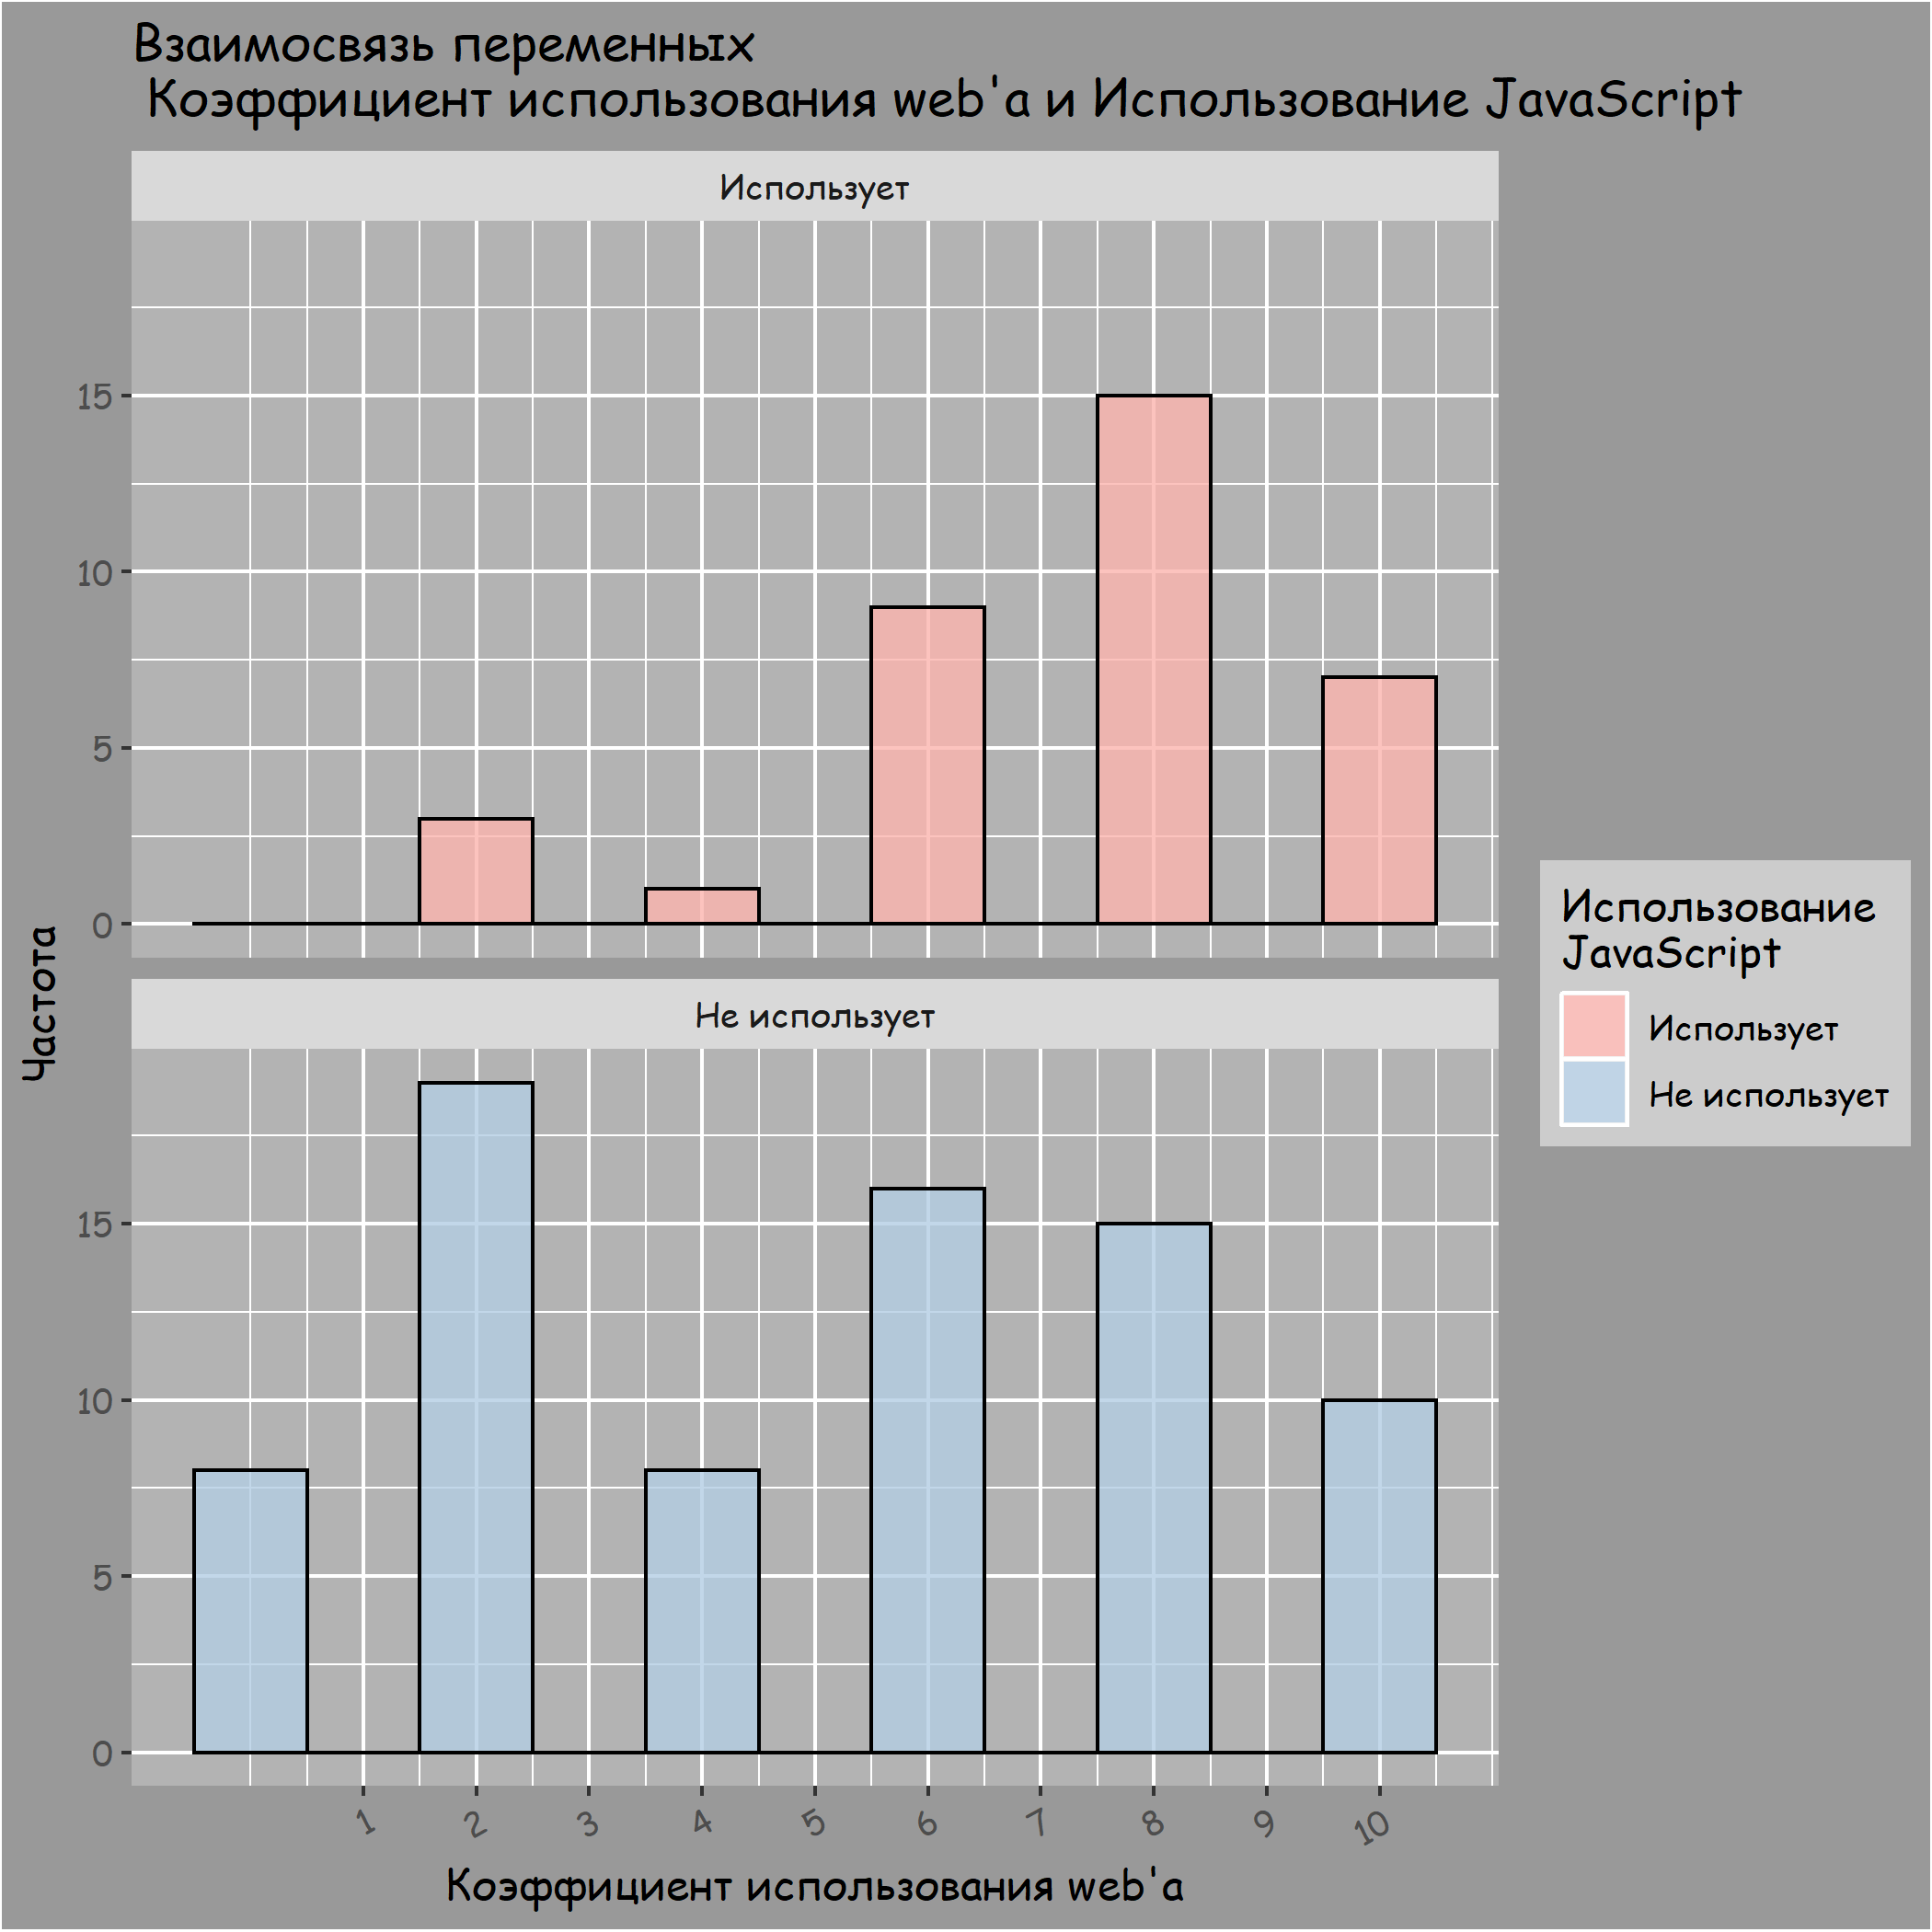 Взаимосвязь переменных
Коэффициент использования web'а и Использование JavaScript
Использует
15
10
5
0
Не использует
15
10
5
0
1 2 3 4 5 6 7 8 9 10
Коэффициент использования web'а
Частота
Использование
JavaScript
Использует
Не использует